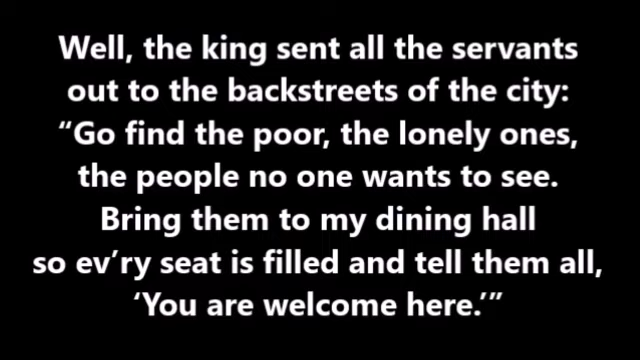 Well, the king sent all the servants
out to the backstreets of the city:
“Go find the poor, the lonely ones,
the people no one wants to see.
Bring them to my dining hall
so ev’ry seat is filled and tell them all,
‘You are welcome here.’”